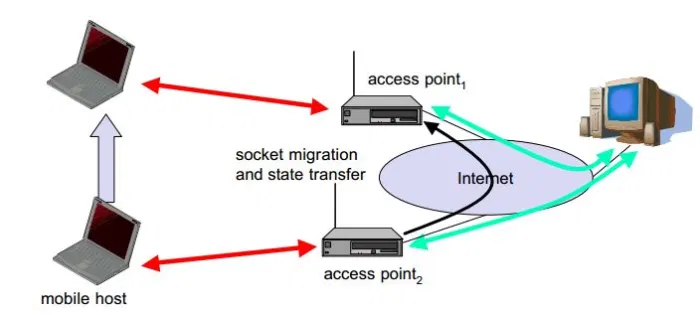 access point1
socket migration
and state transfer
Internet
access point2
mobile host